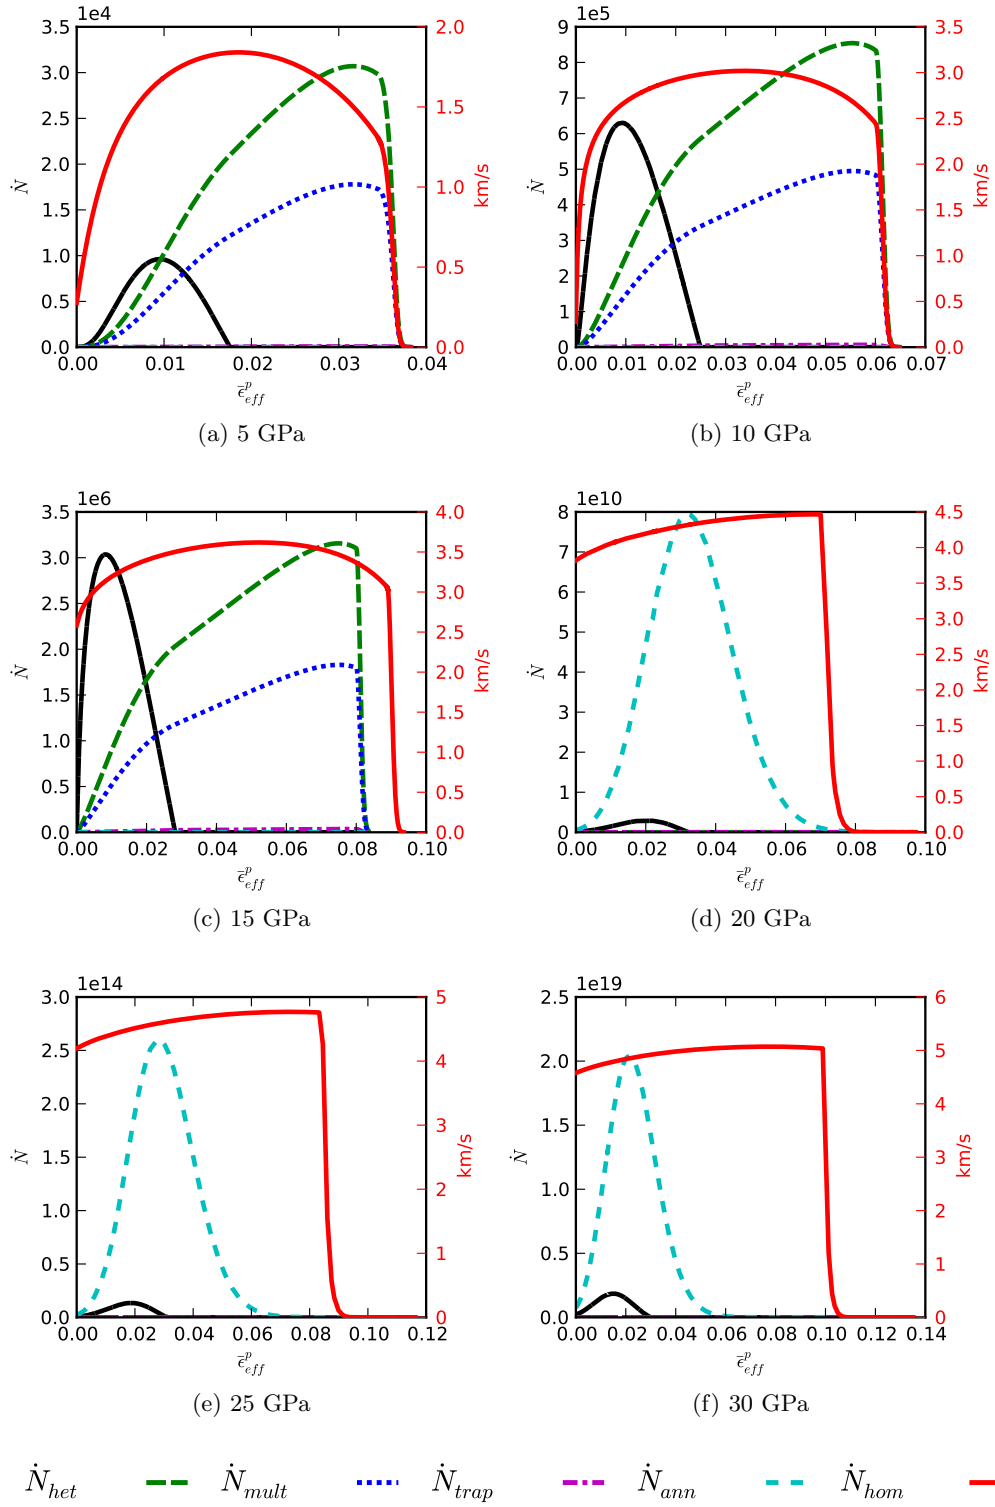 1e4
3.5
3.0
2.5
2.0
1.5
1.0
0.5
0.0
Ṅ
2.0
1.5
1.0
0.5
0.0
km/s
0.00 0.01 0.02 0.03 0.04
ε̄ᵖeff
(a) 5 GPa
1e5
9
8
7
6
5
4
3
2
1
0
Ṅ
3.5
3.0
2.5
2.0
1.5
1.0
0.5
0.0
km/s
0.00 0.01 0.02 0.03 0.04 0.05 0.06 0.07
ε̄ᵖeff
(b) 10 GPa
1e6
3.5
3.0
2.5
2.0
1.5
1.0
0.5
0.0
Ṅ
4.0
3.5
3.0
2.5
2.0
1.5
1.0
0.5
0.0
km/s
0.00 0.02 0.04 0.06 0.08 0.10
ε̄ᵖeff
(c) 15 GPa
1e10
8
7
6
5
4
3
2
1
0
Ṅ
4.5
4.0
3.5
3.0
2.5
2.0
1.5
1.0
0.5
0.0
km/s
0.00 0.02 0.04 0.06 0.08 0.10
ε̄ᵖeff
(d) 20 GPa
1e14
3.0
2.5
2.0
1.5
1.0
0.5
0.0
Ṅ
5
4
3
2
1
0
km/s
0.00 0.02 0.04 0.06 0.08 0.10 0.12
ε̄ᵖeff
(e) 25 GPa
1e19
2.5
2.0
1.5
1.0
0.5
0.0
Ṅ
6
5
4
3
2
1
0
km/s
0.00 0.02 0.04 0.06 0.08 0.10 0.12 0.14
ε̄ᵖeff
(f) 30 GPa
Ṅhet Ṅmult Ṅtrap Ṅann Ṅhom